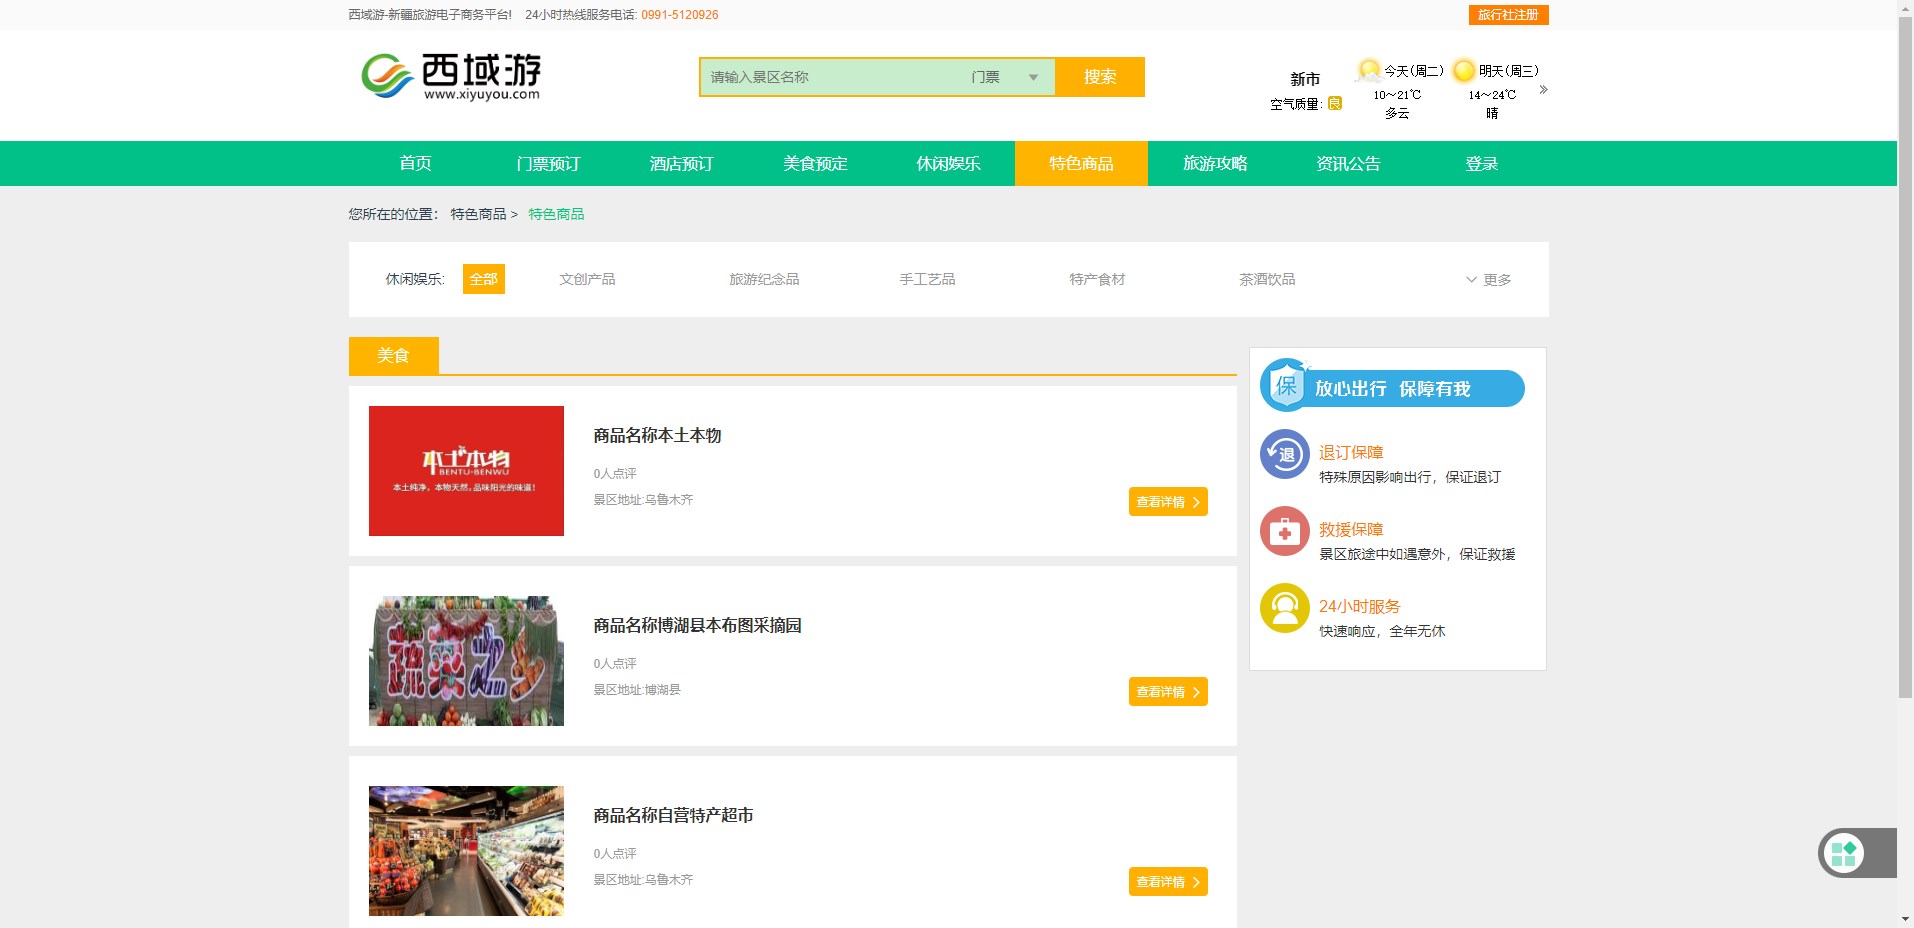 西域游-新疆旅游电子商务平台! 24小时热线服务电话: 0991-5120926
旅行社注册
西域游
www.xiyuyou.com
请输入景区名称 门票 搜索
新市
空气质量: 良
今天(周二)
10～21℃
多云
明天(周三)
14～24℃
晴
首页 门票预订 酒店预订 美食预定 休闲娱乐 特色商品 旅游攻略 资讯公告 登录
您所在的位置： 特色商品 > 特色商品
休闲娱乐: 全部 文创产品 旅游纪念品 手工艺品 特产食材 茶酒饮品 更多
美食
本土本物
BENTU·BENWU
本土纯净，本物天然，品味阳光的味道！
商品名称本土本物
0人点评
景区地址:乌鲁木齐
查看详情
蔬菜之乡
商品名称博湖县本布图采摘园
0人点评
景区地址:博湖县
查看详情
商品名称自营特产超市
0人点评
景区地址:乌鲁木齐
查看详情
保 放心出行 保障有我
退
退订保障
特殊原因影响出行，保证退订
救援保障
景区旅途中如遇意外，保证救援
24小时服务
快速响应，全年无休